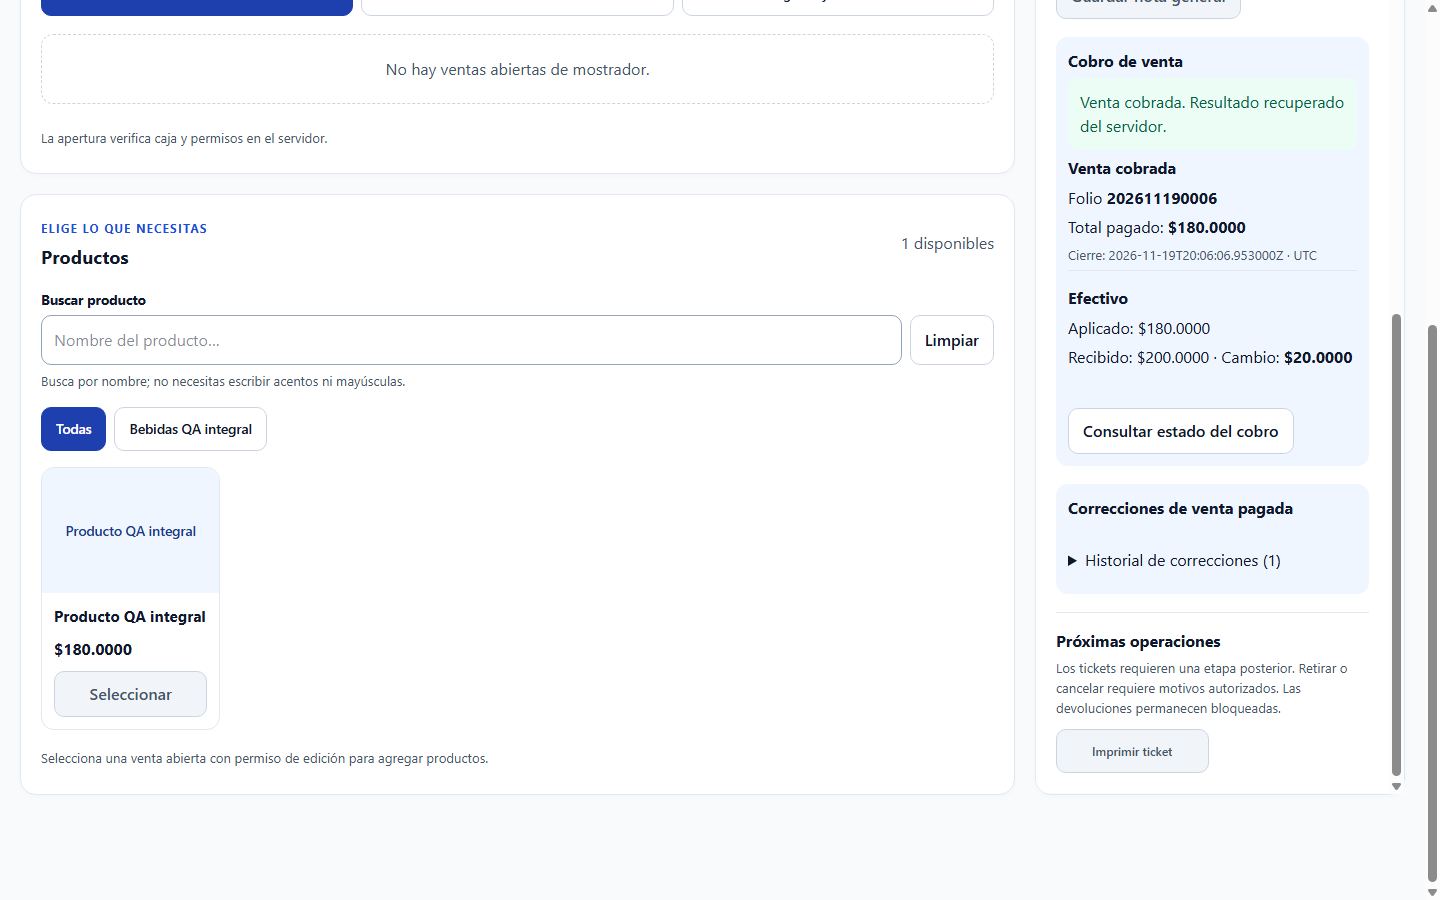 No hay ventas abiertas de mostrador.
La apertura verifica caja y permisos en el servidor.
ELIGE LO QUE NECESITAS
Productos
1 disponibles
Buscar producto
Nombre del producto...
Limpiar
Busca por nombre; no necesitas escribir acentos ni mayúsculas.
Todas
Bebidas QA integral
Producto QA integral
Producto QA integral
$180.0000
Seleccionar
Selecciona una venta abierta con permiso de edición para agregar productos.
Cobro de venta
Venta cobrada. Resultado recuperado
del servidor.
Venta cobrada
Folio 202611190006
Total pagado: $180.0000
Cierre: 2026-11-19T20:06:06.953000Z · UTC
Efectivo
Aplicado: $180.0000
Recibido: $200.0000 · Cambio: $20.0000
Consultar estado del cobro
Correcciones de venta pagada
Historial de correcciones (1)
Próximas operaciones
Los tickets requieren una etapa posterior. Retirar o
cancelar requiere motivos autorizados. Las
devoluciones permanecen bloqueadas.
Imprimir ticket